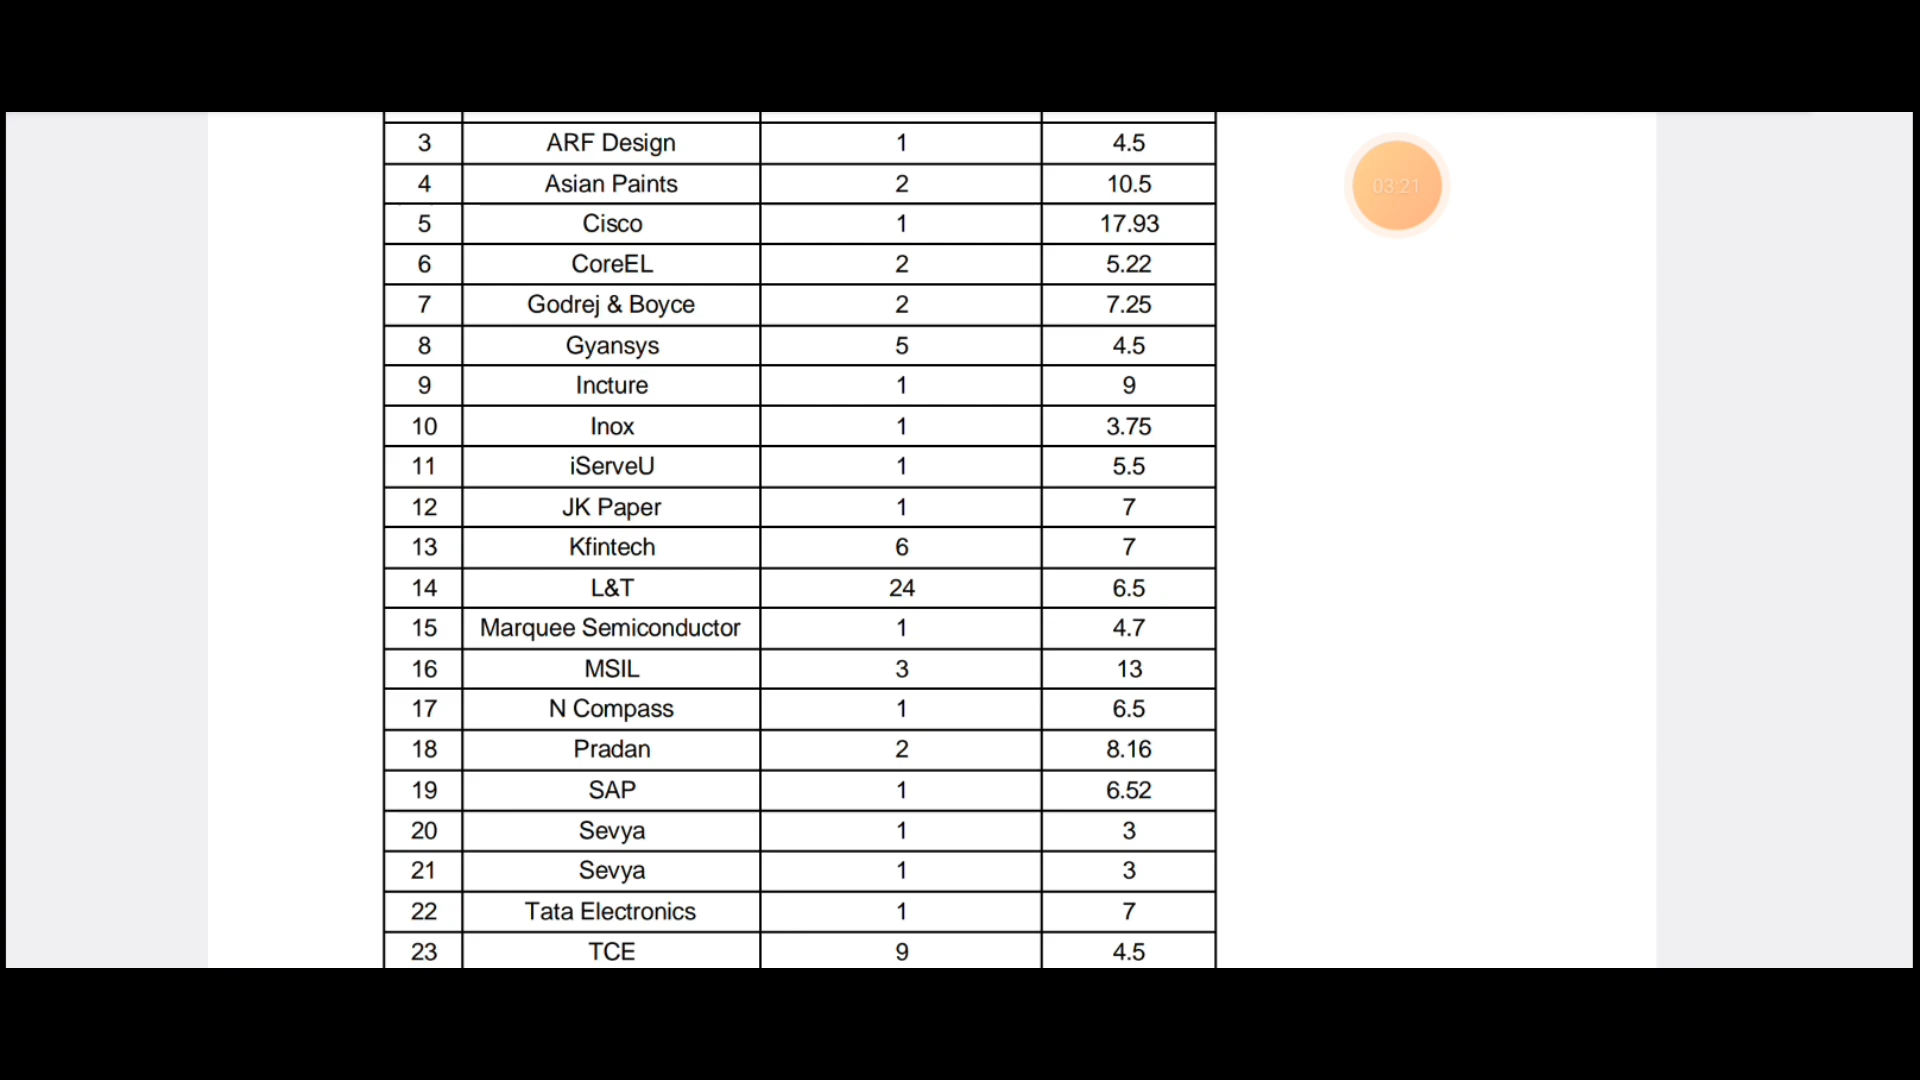 3 ARF Design 1 4.5
4 Asian Paints 2 10.5
5 Cisco 1 17.93
6 CoreEL 2 5.22
7 Godrej & Boyce 2 7.25
8 Gyansys 5 4.5
9 Incture 1 9
10 Inox 1 3.75
11 iServeU 1 5.5
12 JK Paper 1 7
13 Kfintech 6 7
14 L&T 24 6.5
15 Marquee Semiconductor 1 4.7
16 MSIL 3 13
17 N Compass 1 6.5
18 Pradan 2 8.16
19 SAP 1 6.52
20 Sevya 1 3
21 Sevya 1 3
22 Tata Electronics 1 7
23 TCE 9 4.5
03:21